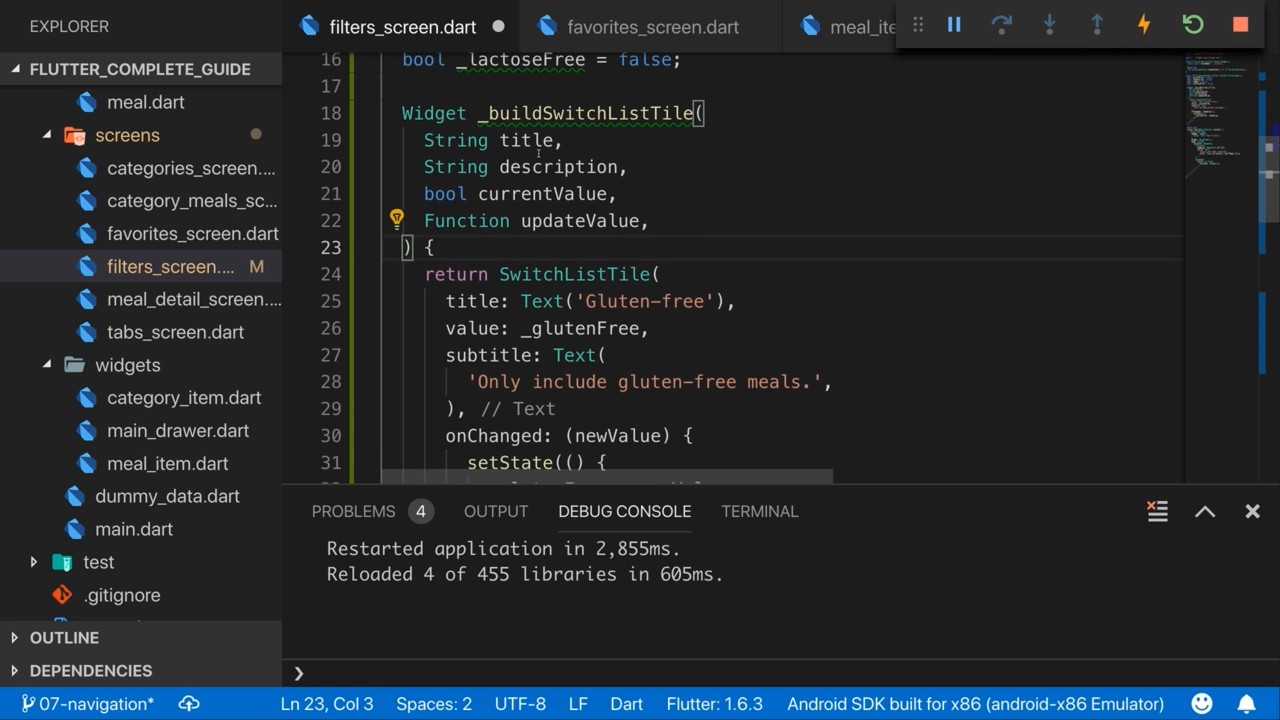 EXPLORER
FLUTTER_COMPLETE_GUIDE
meal.dart
screens
categories_screen....
category_meals_sc...
favorites_screen.dart
filters_screen.... M
meal_detail_screen....
tabs_screen.dart
widgets
category_item.dart
main_drawer.dart
meal_item.dart
dummy_data.dart
main.dart
test
.gitignore
OUTLINE
DEPENDENCIES
filters_screen.dart
favorites_screen.dart
meal_ite
16 bool _lactoseFree = false;
17
18 Widget _buildSwitchListTile(
19 String title,
20 String description,
21 bool currentValue,
22 Function updateValue,
23 ) {
24 return SwitchListTile(
25 title: Text('Gluten-free'),
26 value: _glutenFree,
27 subtitle: Text(
28 'Only include gluten-free meals.',
29 ), // Text
30 onChanged: (newValue) {
31 setState(() {
PROBLEMS 4 OUTPUT DEBUG CONSOLE TERMINAL
Restarted application in 2,855ms.
Reloaded 4 of 455 libraries in 605ms.
07-navigation* Ln 23, Col 3 Spaces: 2 UTF-8 LF Dart Flutter: 1.6.3 Android SDK built for x86 (android-x86 Emulator)